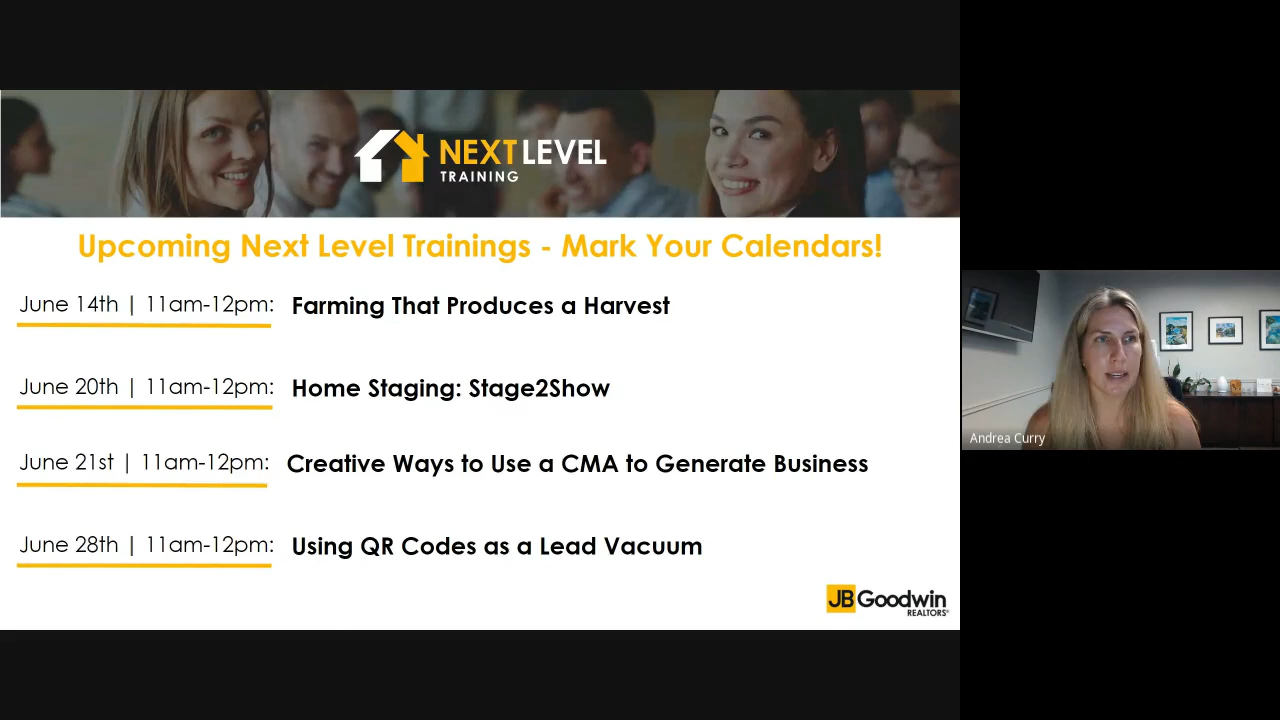 NEXT LEVEL
TRAINING
Upcoming Next Level Trainings - Mark Your Calendars!
June 14th | 11am-12pm: Farming That Produces a Harvest
June 20th | 11am-12pm: Home Staging: Stage2Show
June 21st | 11am-12pm: Creative Ways to Use a CMA to Generate Business
June 28th | 11am-12pm: Using QR Codes as a Lead Vacuum
JB Goodwin
REALTORS®
Andrea Curry